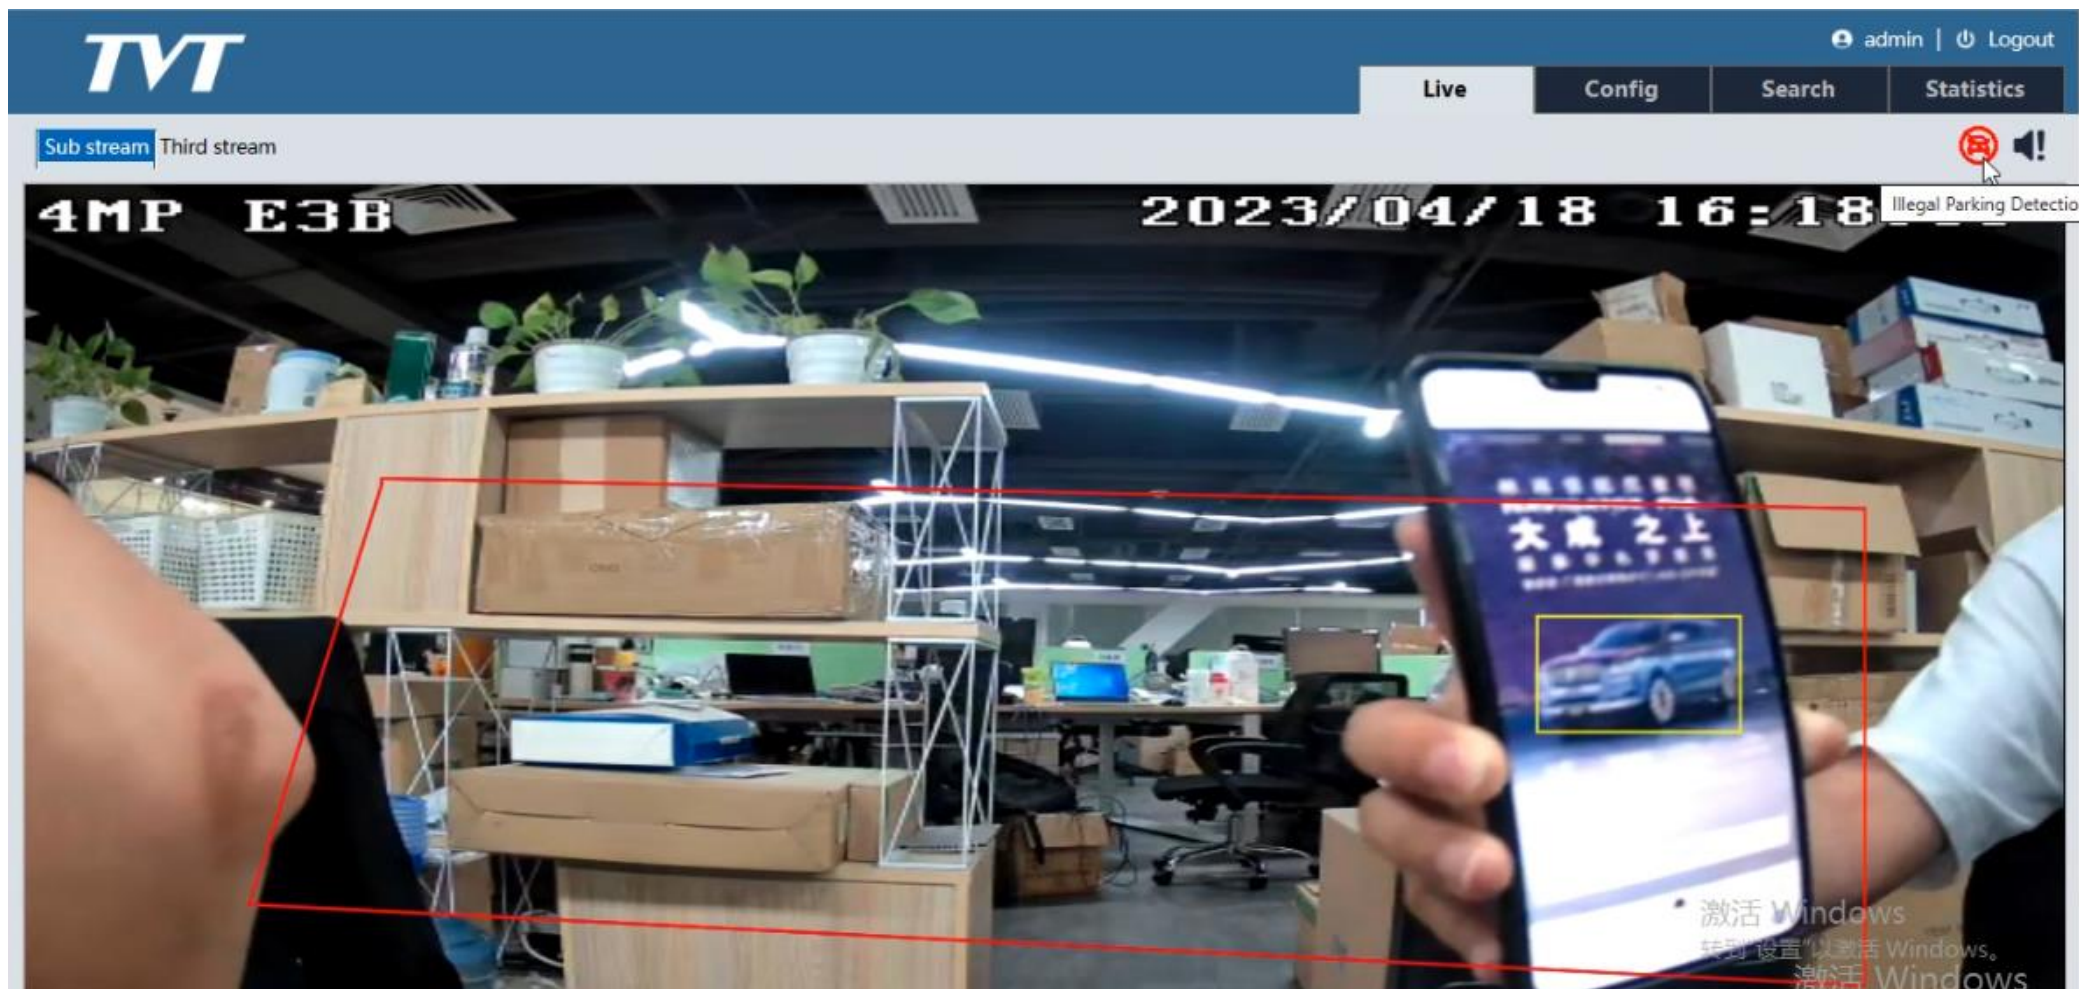 TVT
admin | Logout
Live Config Search Statistics
Sub stream Third stream
4MP E3B 2023/04/18 16:18
Illegal Parking Detectio
大 威 之 上
激活 Windows
转到"设置"以激活 Windows。
激活 Windows